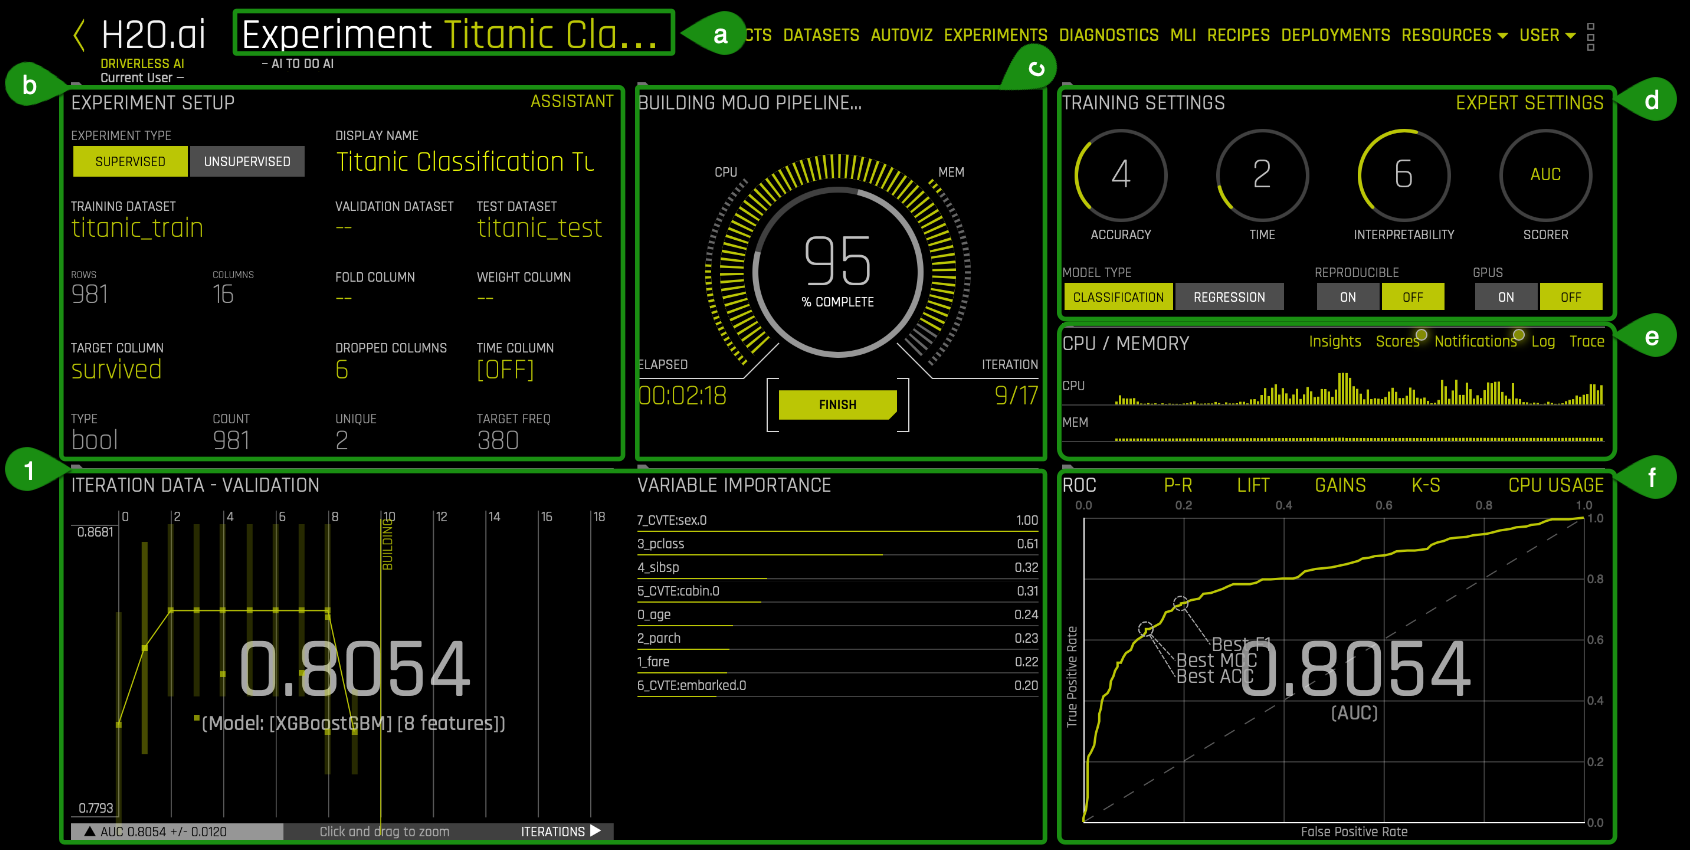 H2O.ai Experiment Titanic Cla... a CTS DATASETS AUTOVIZ EXPERIMENTS DIAGNOSTICS MLI RECIPES DEPLOYMENTS RESOURCES USER
DRIVERLESS AI – AI TO DO AI
Current User –
b
EXPERIMENT SETUP ASSISTANT
EXPERIMENT TYPE DISPLAY NAME
SUPERVISED UNSUPERVISED Titanic Classification Tu
TRAINING DATASET VALIDATION DATASET TEST DATASET
titanic_train -- titanic_test
ROWS COLUMNS FOLD COLUMN WEIGHT COLUMN
981 16 -- --
TARGET COLUMN DROPPED COLUMNS TIME COLUMN
survived 6 [OFF]
TYPE COUNT UNIQUE TARGET FREQ
bool 981 2 380
c
BUILDING MOJO PIPELINE...
CPU MEM
95
% COMPLETE
ELAPSED ITERATION
00:02:18 FINISH 9/17
d
TRAINING SETTINGS EXPERT SETTINGS
4 2 6 AUC
ACCURACY TIME INTERPRETABILITY SCORER
MODEL TYPE REPRODUCIBLE GPUS
CLASSIFICATION REGRESSION ON OFF ON OFF
e
CPU / MEMORY Insights Scores Notifications Log Trace
CPU
MEM
1
ITERATION DATA - VALIDATION
0 2 4 6 8 10 14 16 18
0.8681
BUILDING
0.8054
(Model: [XGBoostGBM] [8 features])
0.7793
AUC 0.8054 +/- 0.0120 Click and drag to zoom ITERATIONS
VARIABLE IMPORTANCE
7_CVTE:sex.0 1.00
3_pclass 0.61
4_sibsp 0.32
5_CVTE:cabin.0 0.31
0_age 0.24
2_parch 0.23
1_fare 0.22
6_CVTE:embarked.0 0.20
f
ROC P-R LIFT GAINS K-S CPU USAGE
0.0 0.2 0.4 0.6 0.8 1.0
1.0
0.8
0.6
0.4
0.2
0.0
True Positive Rate
Best F1
Best MCC
Best ACC
0.8054
(AUC)
False Positive Rate